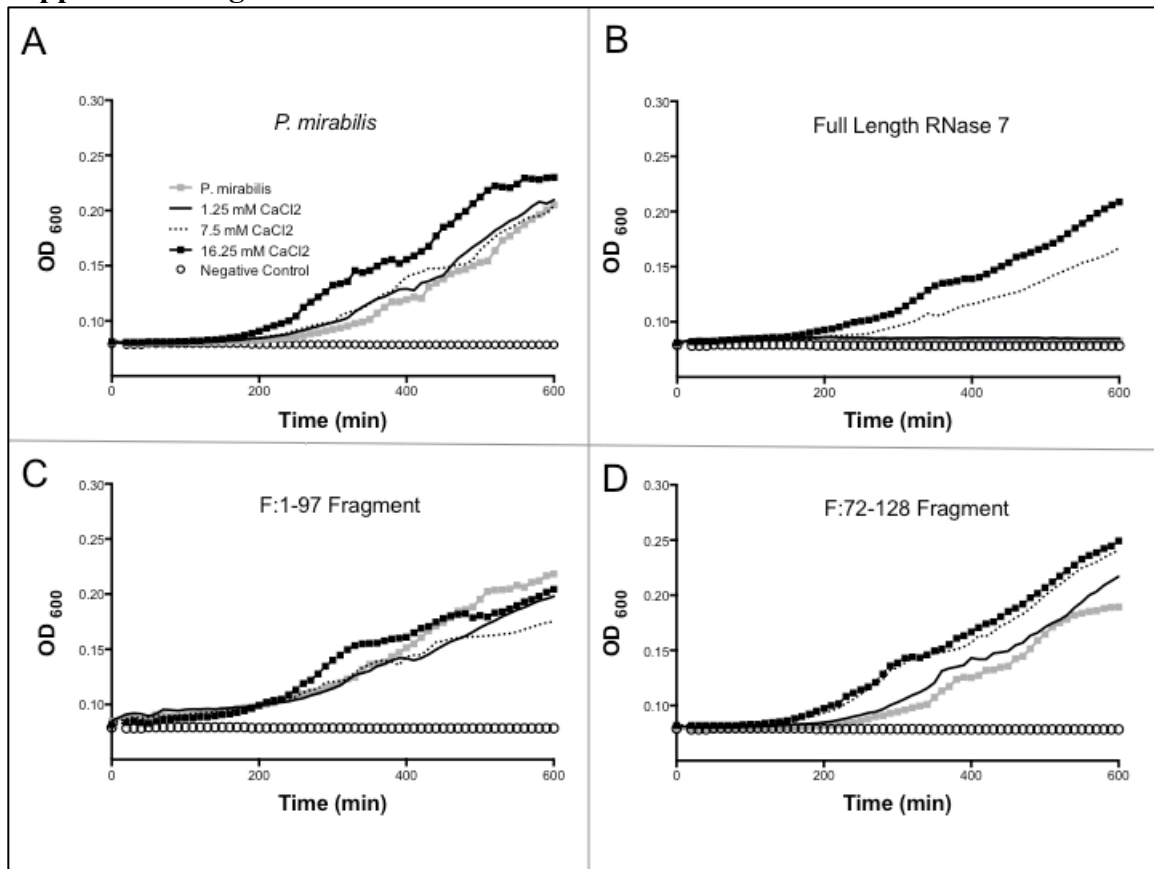 A
P. mirabilis
0.30
0.25
0.20
0.15
0.10
OD 600
P. mirabilis
1.25 mM CaCl2
7.5 mM CaCl2
16.25 mM CaCl2
Negative Control
0 200 400 600
Time (min)
B
Full Length RNase 7
0.30
0.25
0.20
0.15
0.10
OD 600
0 200 400 600
Time (min)
C
F:1-97 Fragment
0.30
0.25
0.20
0.15
0.10
OD 600
0 200 400 600
Time (min)
D
F:72-128 Fragment
0.30
0.25
0.20
0.15
0.10
OD 600
0 200 400 600
Time (min)